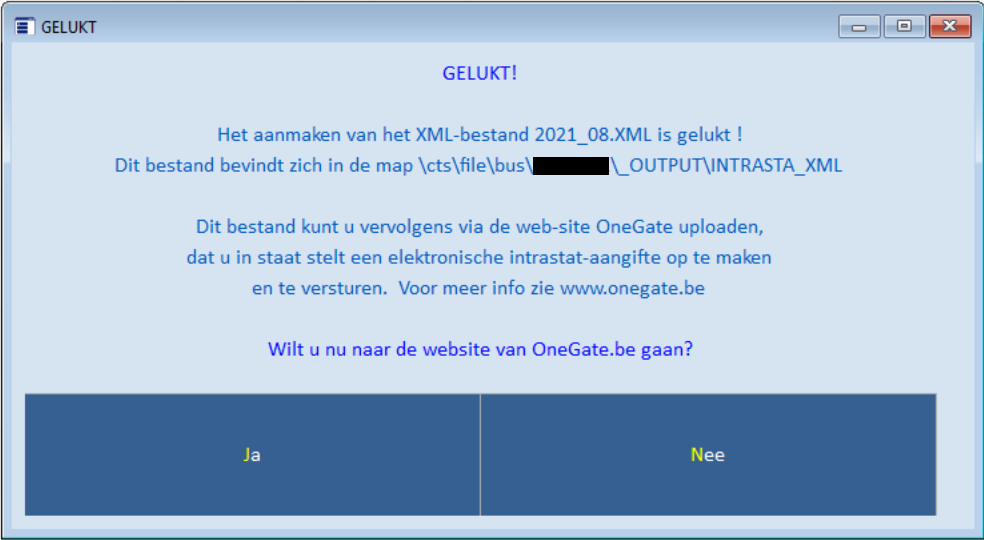 GELUKT
GELUKT!
Het aanmaken van het XML-bestand 2021_08.XML is gelukt !
Dit bestand bevindt zich in de map \cts\file\bus\ \_OUTPUT\INTRASTA_XML
Dit bestand kunt u vervolgens via de web-site OneGate uploaden,
dat u in staat stelt een elektronische intrastat-aangifte op te maken
en te versturen. Voor meer info zie www.onegate.be
Wilt u nu naar de website van OneGate.be gaan?
Ja
Nee